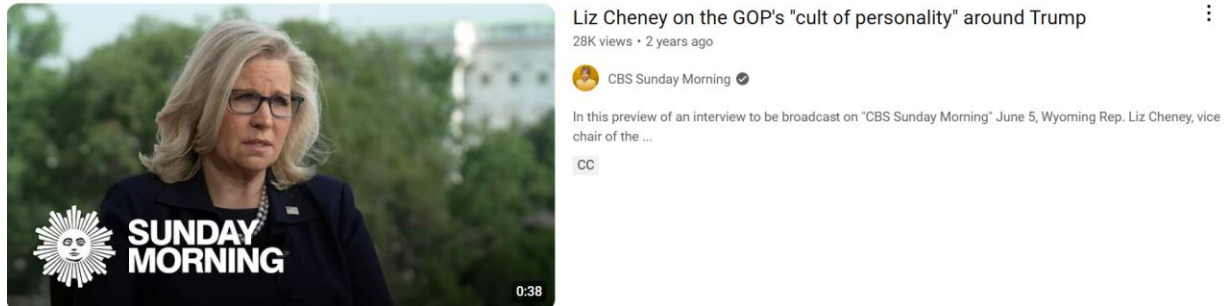 Liz Cheney on the GOP's "cult of personality" around Trump
28K views • 2 years ago
CBS Sunday Morning
In this preview of an interview to be broadcast on "CBS Sunday Morning" June 5, Wyoming Rep. Liz Cheney, vice
chair of the ...
CC
SUNDAY
MORNING
0:38